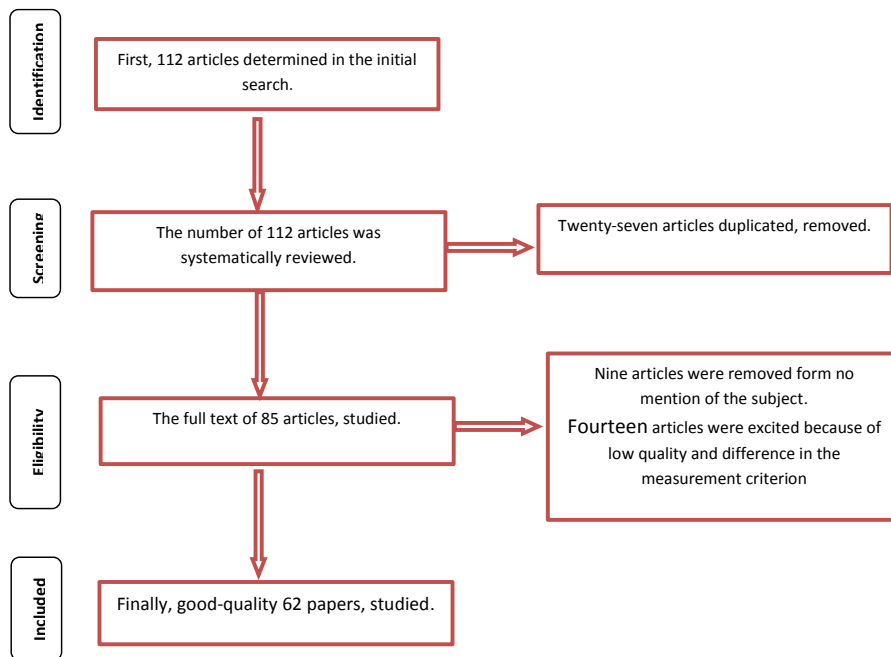 Identification
First, 112 articles determined in the initial
search.
Screening
The number of 112 articles was
systematically reviewed.
Twenty-seven articles duplicated, removed.
Eligibility
The full text of 85 articles, studied.
Nine articles were removed form no
mention of the subject.
Fourteen articles were excited because of
low quality and difference in the
measurement criterion
Included
Finally, good-quality 62 papers, studied.